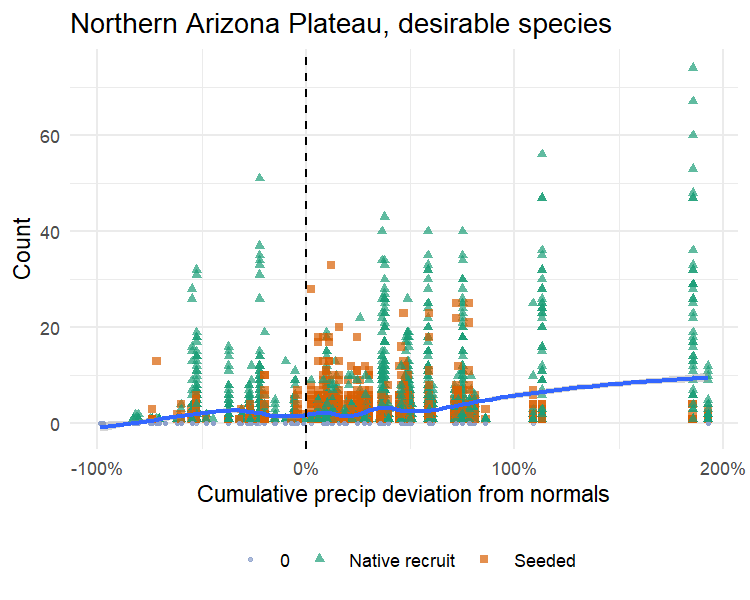 Northern Arizona Plateau, desirable species
Count
60
40
20
0
-100% 0% 100% 200%
Cumulative precip deviation from normals
0 Native recruit Seeded